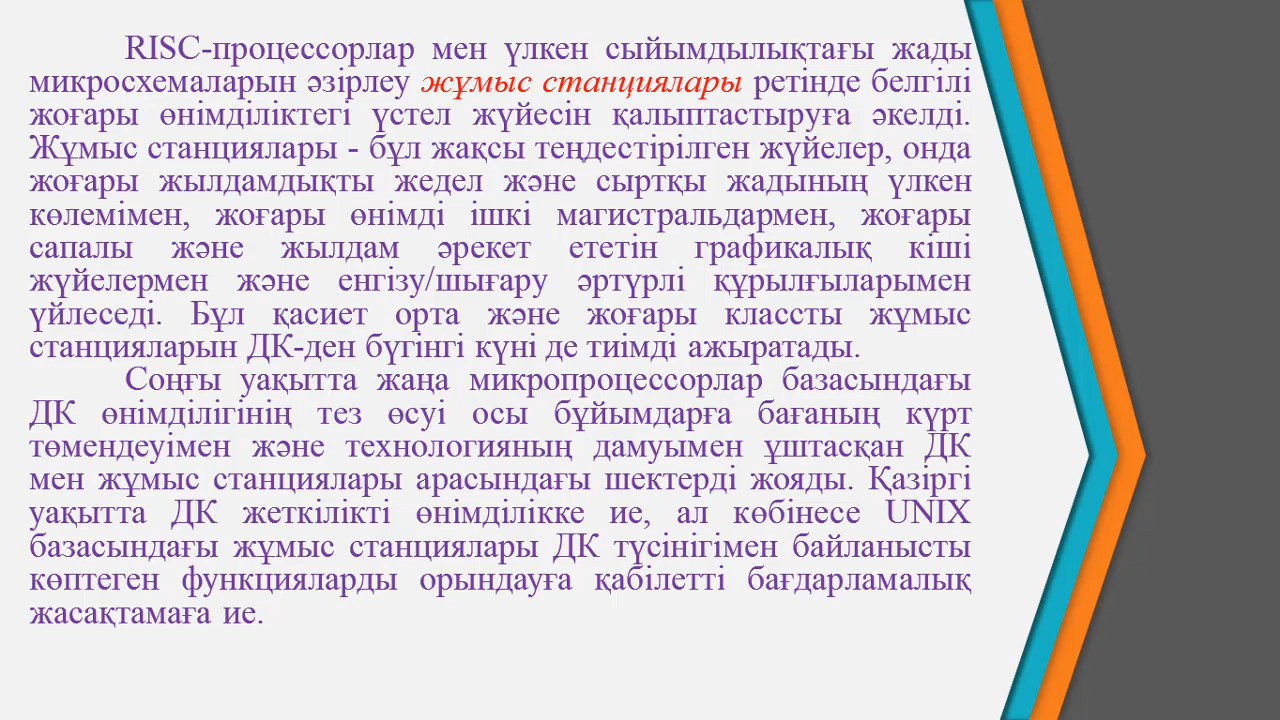 RISC-процессорлар мен үлкен сыйымдылықтағы жады
микросхемаларын әзірлеу жұмыс станциялары ретінде белгілі
жоғары өнімділіктегі үстел жүйесін қалыптастыруға әкелді.
Жұмыс станциялары - бұл жақсы теңдестірілген жүйелер, онда
жоғары жылдамдықты жедел және сыртқы жадының үлкен
көлемімен, жоғары өнімді ішкі магистральдармен, жоғары
сапалы және жылдам әрекет ететін графикалық кіші
жүйелермен және енгізу/шығару әртүрлі құрылғыларымен
үйлеседі. Бұл қасиет орта және жоғары классты жұмыс
станцияларын ДК-ден бүгінгі күні де тиімді ажыратады.
Соңғы уақытта жаңа микропроцессорлар базасындағы
ДК өнімділігінің тез өсуі осы бұйымдарға бағаның күрт
төмендеуімен және технологияның дамуымен ұштасқан ДК
мен жұмыс станциялары арасындағы шектерді жояды. Қазіргі
уақытта ДК жеткілікті өнімділікке ие, ал көбінесе UNIX
базасындағы жұмыс станциялары ДК түсінігімен байланысты
көптеген функцияларды орындауға қабілетті бағдарламалық
жасақтамаға ие.